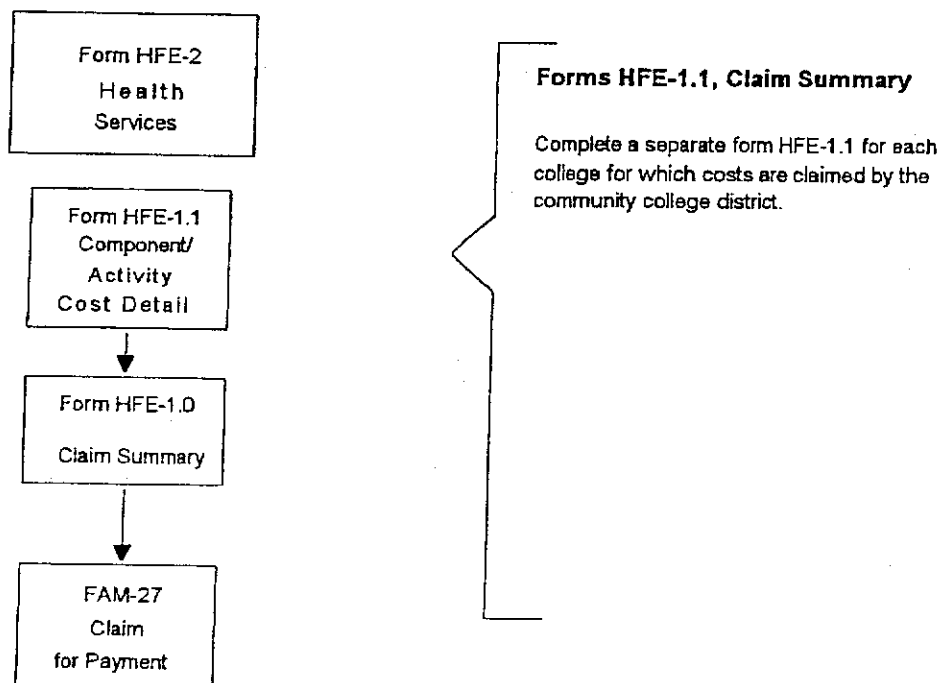 Form HFE-2
Health
Services
Form HFE-1.1
Component/
Activity
Cost Detail
Form HFE-1.0
Claim Summary
FAM-27
Claim
for Payment
Forms HFE-1.1, Claim Summary
Complete a separate form HFE-1.1 for each
college for which costs are claimed by the
community college district.